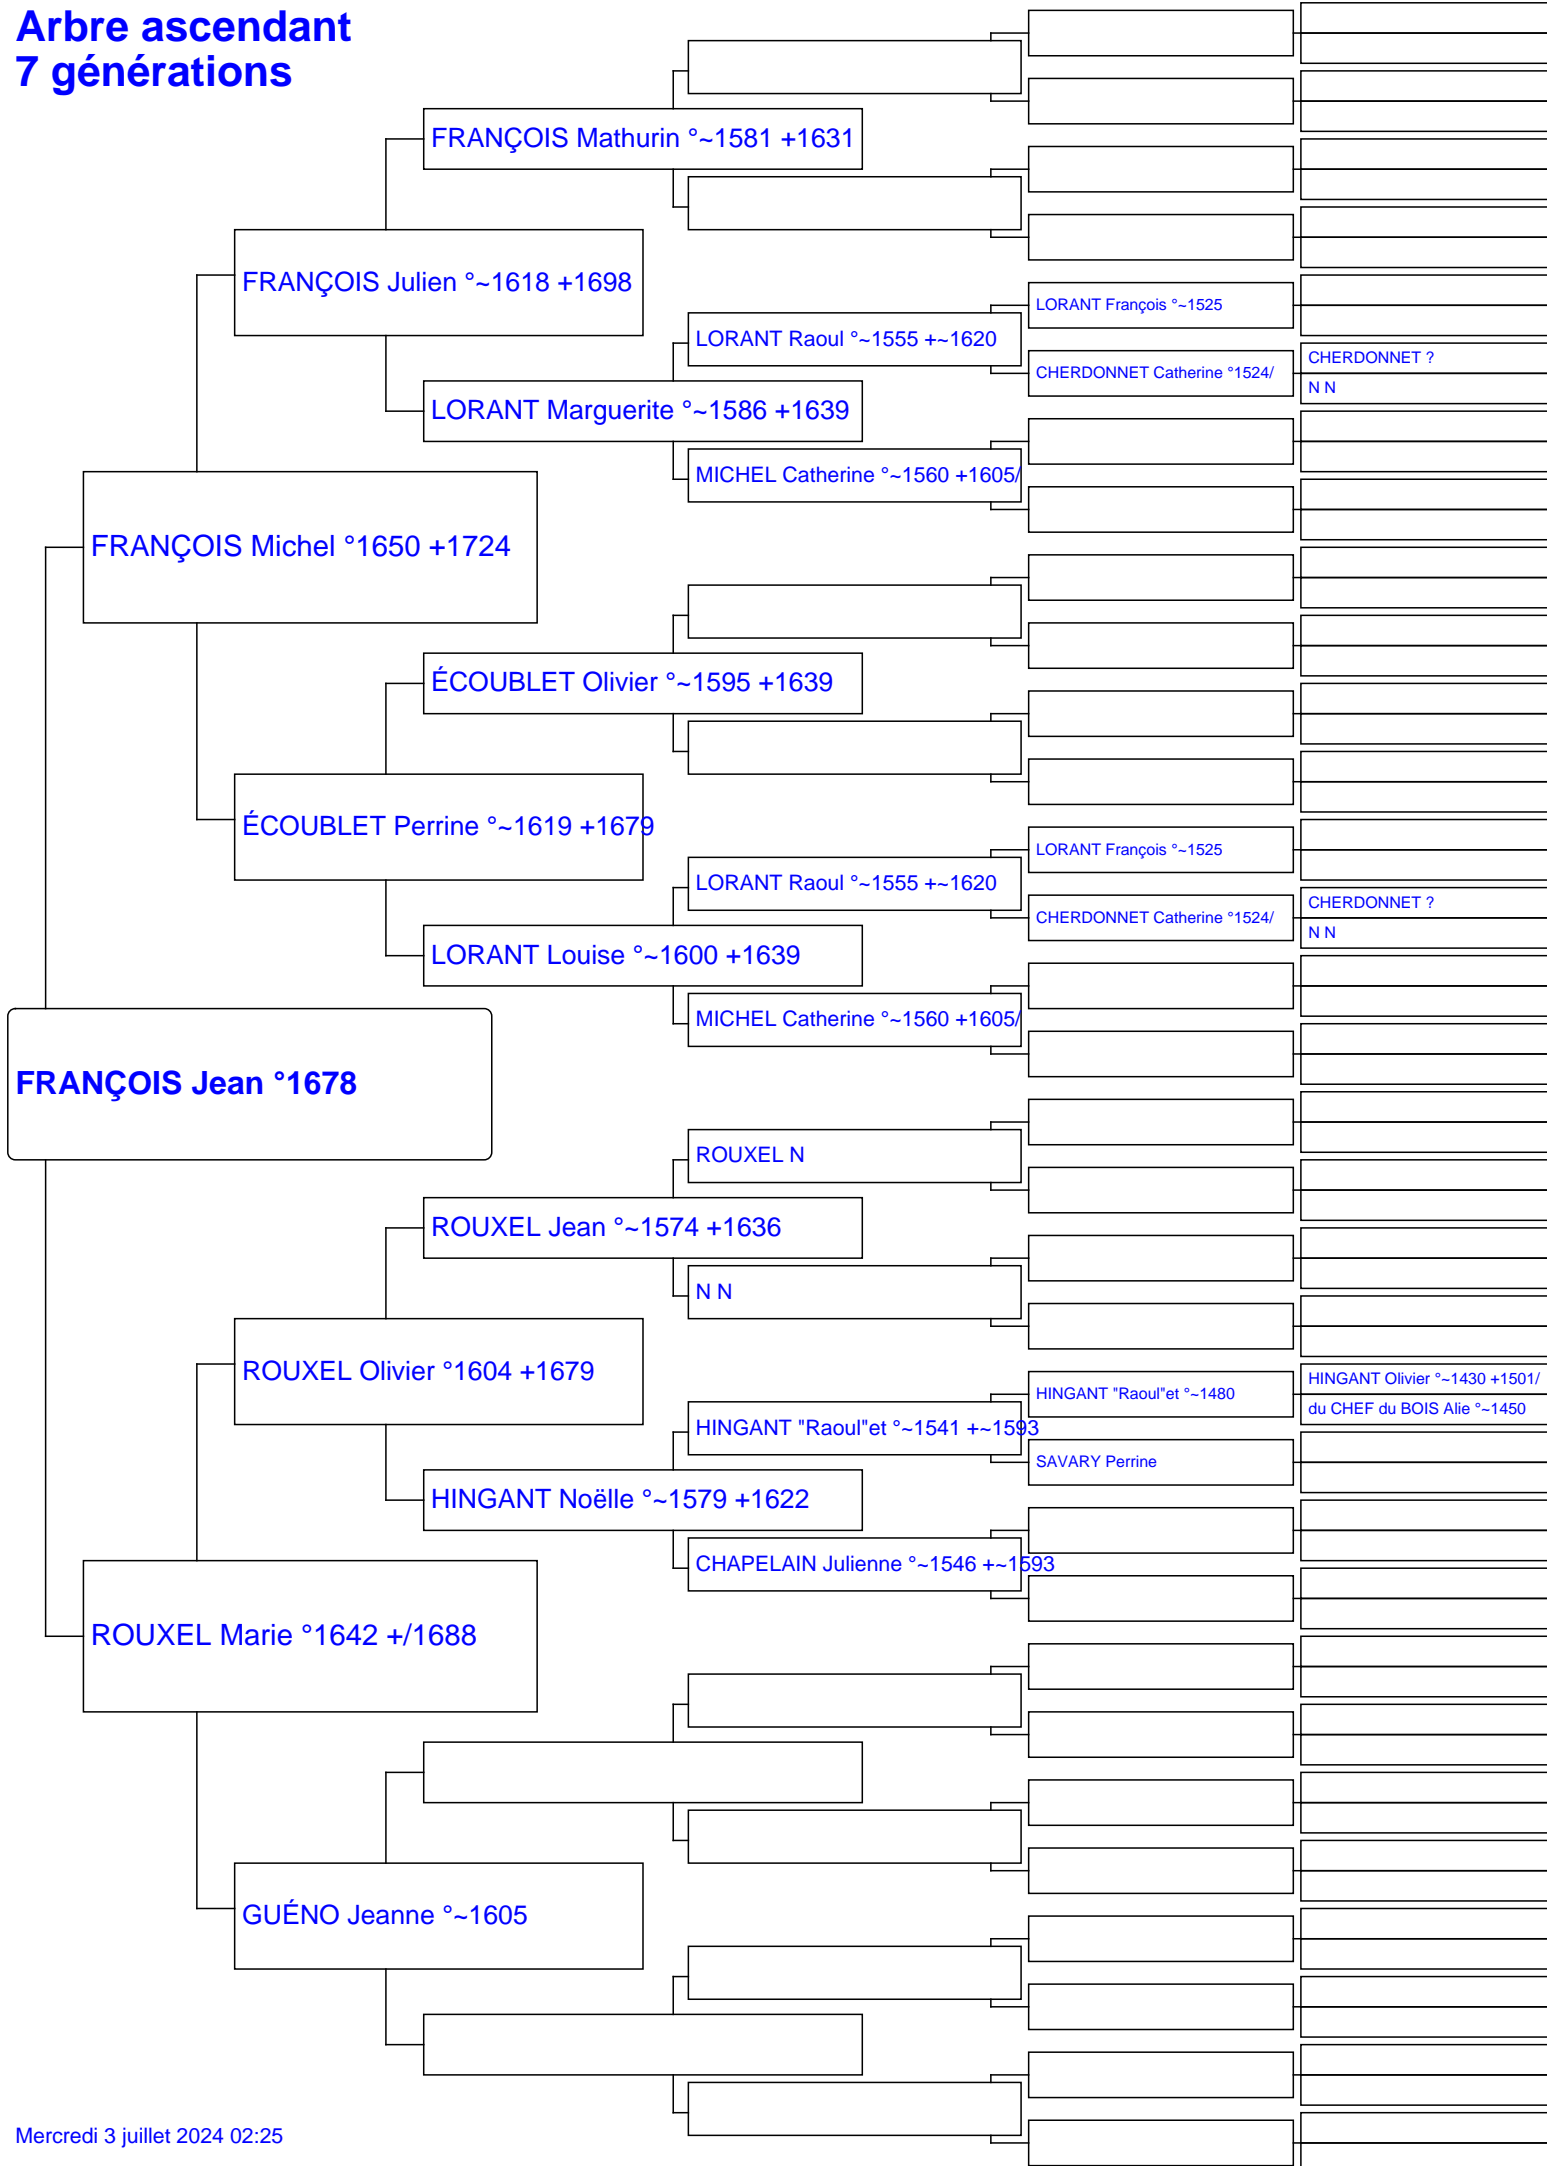 Arbre ascendant
7 générations
FRANÇOIS Mathurin °~1581 +1631
FRANÇOIS Julien °~1618 +1698
LORANT François °~1525
LORANT Raoul °~1555 +~1620
CHERDONNET ?
CHERDONNET Catherine °1524/
N N
LORANT Marguerite °~1586 +1639
MICHEL Catherine °~1560 +1605/
FRANÇOIS Michel °1650 +1724
ÉCOUBLET Olivier °~1595 +1639
ÉCOUBLET Perrine °~1619 +1679
LORANT François °~1525
LORANT Raoul °~1555 +~1620
CHERDONNET ?
CHERDONNET Catherine °1524/
N N
LORANT Louise °~1600 +1639
MICHEL Catherine °~1560 +1605/
FRANÇOIS Jean °1678
ROUXEL N
ROUXEL Jean °~1574 +1636
N N
ROUXEL Olivier °1604 +1679
HINGANT Olivier °~1430 +1501/
HINGANT "Raoul"et °~1480
du CHEF du BOIS Alie °~1450
HINGANT "Raoul"et °~1541 +~1593
SAVARY Perrine
HINGANT Noëlle °~1579 +1622
CHAPELAIN Julienne °~1546 +~1593
ROUXEL Marie °1642 +/1688
GUÉNO Jeanne °~1605
Mercredi 3 juillet 2024 02:25